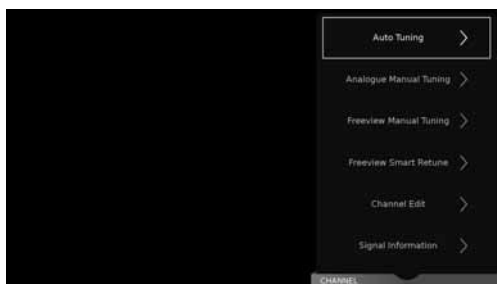 Auto Tuning
Analogue Manual Tuning
Freeview Manual Tuning
Freeview Smart Retune
Channel Edit
Signal Information
CHANNEL